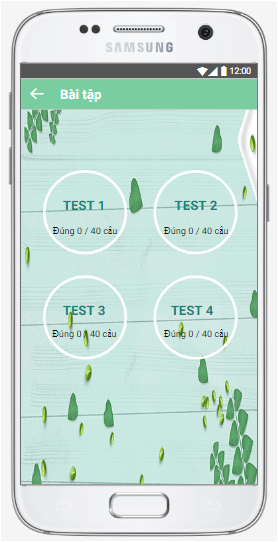 SAMSUNG
12:00
Bài tập
TEST 1
Đúng 0 / 40 câu
TEST 2
Đúng 0 / 40 câu
TEST 3
Đúng 0 / 40 câu
TEST 4
Đúng 0 / 40 câu